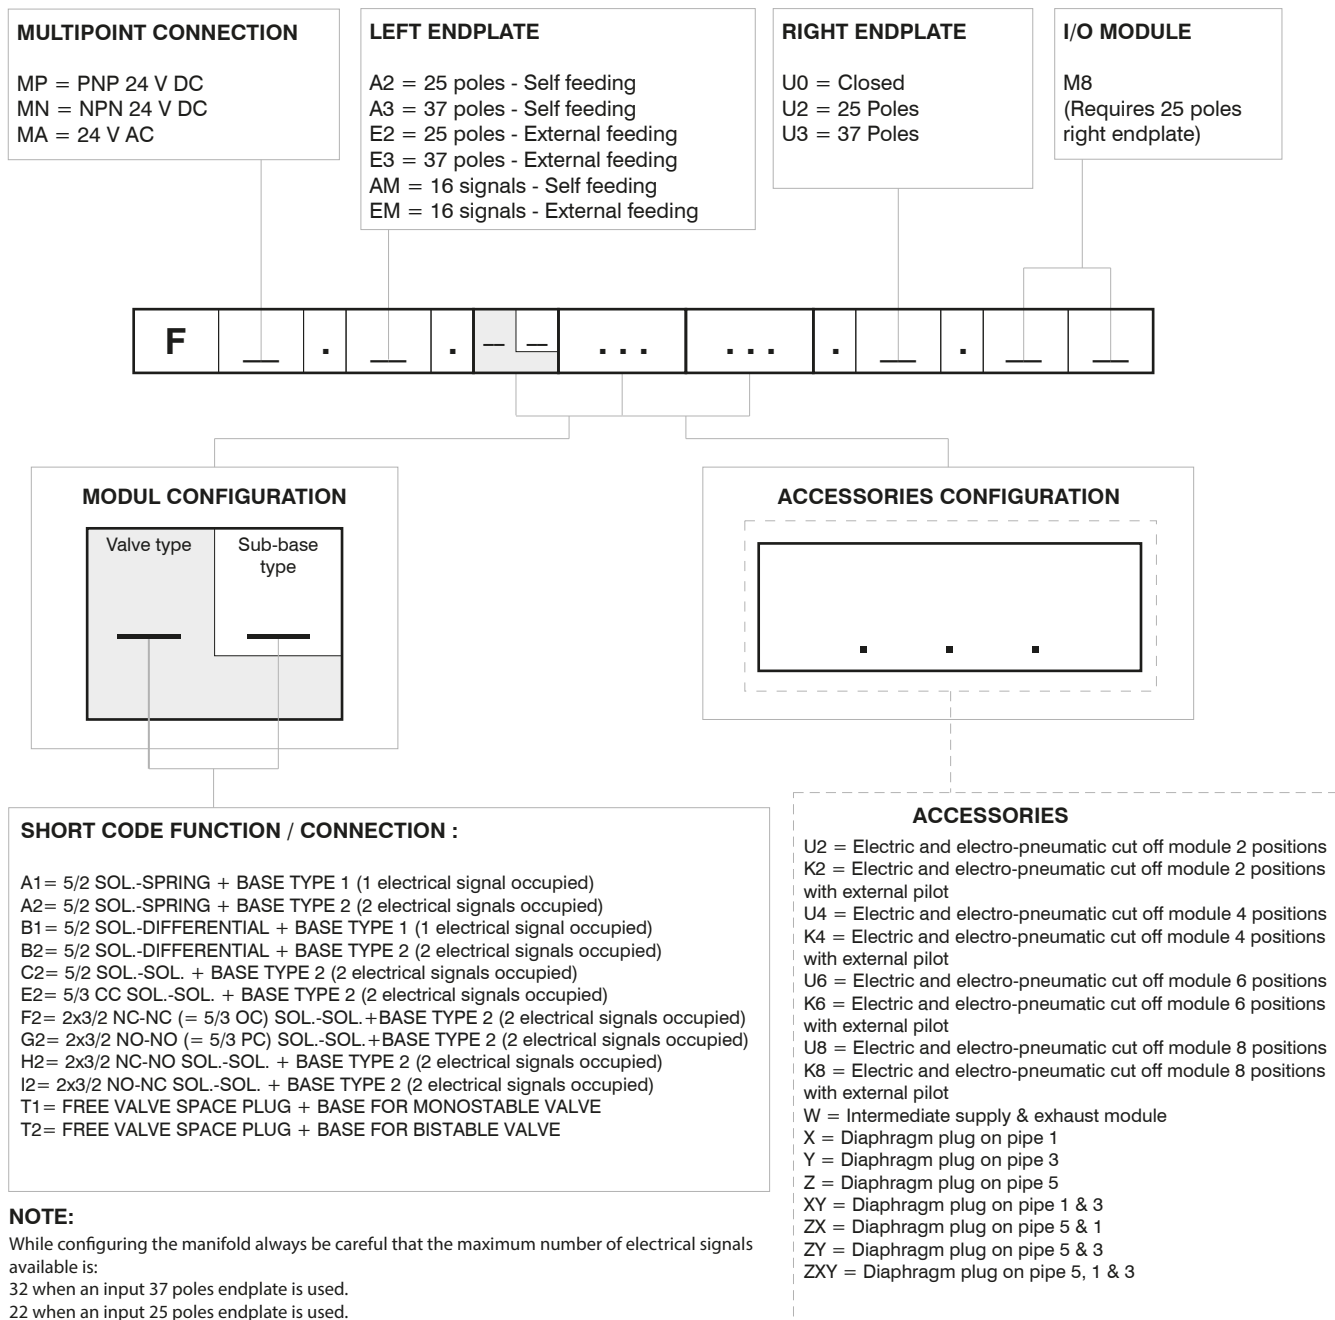 MULTIPOINT CONNECTION
MP = PNP 24 V DC
MN = NPN 24 V DC
MA = 24 V AC
LEFT ENDPLATE
A2 = 25 poles - Self feeding
A3 = 37 poles - Self feeding
E2 = 25 poles - External feeding
E3 = 37 poles - External feeding
AM = 16 signals - Self feeding
EM = 16 signals - External feeding
RIGHT ENDPLATE
U0 = Closed
U2 = 25 Poles
U3 = 37 Poles
I/O MODULE
M8
(Requires 25 poles
right endplate)
F __ . __ . __ __ . . . . . . . __ . __ __
MODUL CONFIGURATION
Valve type
Sub-base
type
ACCESSORIES CONFIGURATION
. . .
SHORT CODE FUNCTION / CONNECTION :
A1= 5/2 SOL.-SPRING + BASE TYPE 1 (1 electrical signal occupied)
A2= 5/2 SOL.-SPRING + BASE TYPE 2 (2 electrical signals occupied)
B1= 5/2 SOL.-DIFFERENTIAL + BASE TYPE 1 (1 electrical signal occupied)
B2= 5/2 SOL.-DIFFERENTIAL + BASE TYPE 2 (2 electrical signals occupied)
C2= 5/2 SOL.-SOL. + BASE TYPE 2 (2 electrical signals occupied)
E2= 5/3 CC SOL.-SOL. + BASE TYPE 2 (2 electrical signals occupied)
F2= 2x3/2 NC-NC (= 5/3 OC) SOL.-SOL.+BASE TYPE 2 (2 electrical signals occupied)
G2= 2x3/2 NO-NO (= 5/3 PC) SOL.-SOL.+BASE TYPE 2 (2 electrical signals occupied)
H2= 2x3/2 NC-NO SOL.-SOL. + BASE TYPE 2 (2 electrical signals occupied)
I2= 2x3/2 NO-NC SOL.-SOL. + BASE TYPE 2 (2 electrical signals occupied)
T1= FREE VALVE SPACE PLUG + BASE FOR MONOSTABLE VALVE
T2= FREE VALVE SPACE PLUG + BASE FOR BISTABLE VALVE
ACCESSORIES
U2 = Electric and electro-pneumatic cut off module 2 positions
K2 = Electric and electro-pneumatic cut off module 2 positions
with external pilot
U4 = Electric and electro-pneumatic cut off module 4 positions
K4 = Electric and electro-pneumatic cut off module 4 positions
with external pilot
U6 = Electric and electro-pneumatic cut off module 6 positions
K6 = Electric and electro-pneumatic cut off module 6 positions
with external pilot
U8 = Electric and electro-pneumatic cut off module 8 positions
K8 = Electric and electro-pneumatic cut off module 8 positions
with external pilot
W = Intermediate supply & exhaust module
X = Diaphragm plug on pipe 1
Y = Diaphragm plug on pipe 3
Z = Diaphragm plug on pipe 5
XY = Diaphragm plug on pipe 1 & 3
ZX = Diaphragm plug on pipe 5 & 1
ZY = Diaphragm plug on pipe 5 & 3
ZXY = Diaphragm plug on pipe 5, 1 & 3
NOTE:
While configuring the manifold always be careful that the maximum number of electrical signals
available is:
32 when an input 37 poles endplate is used.
22 when an input 25 poles endplate is used.